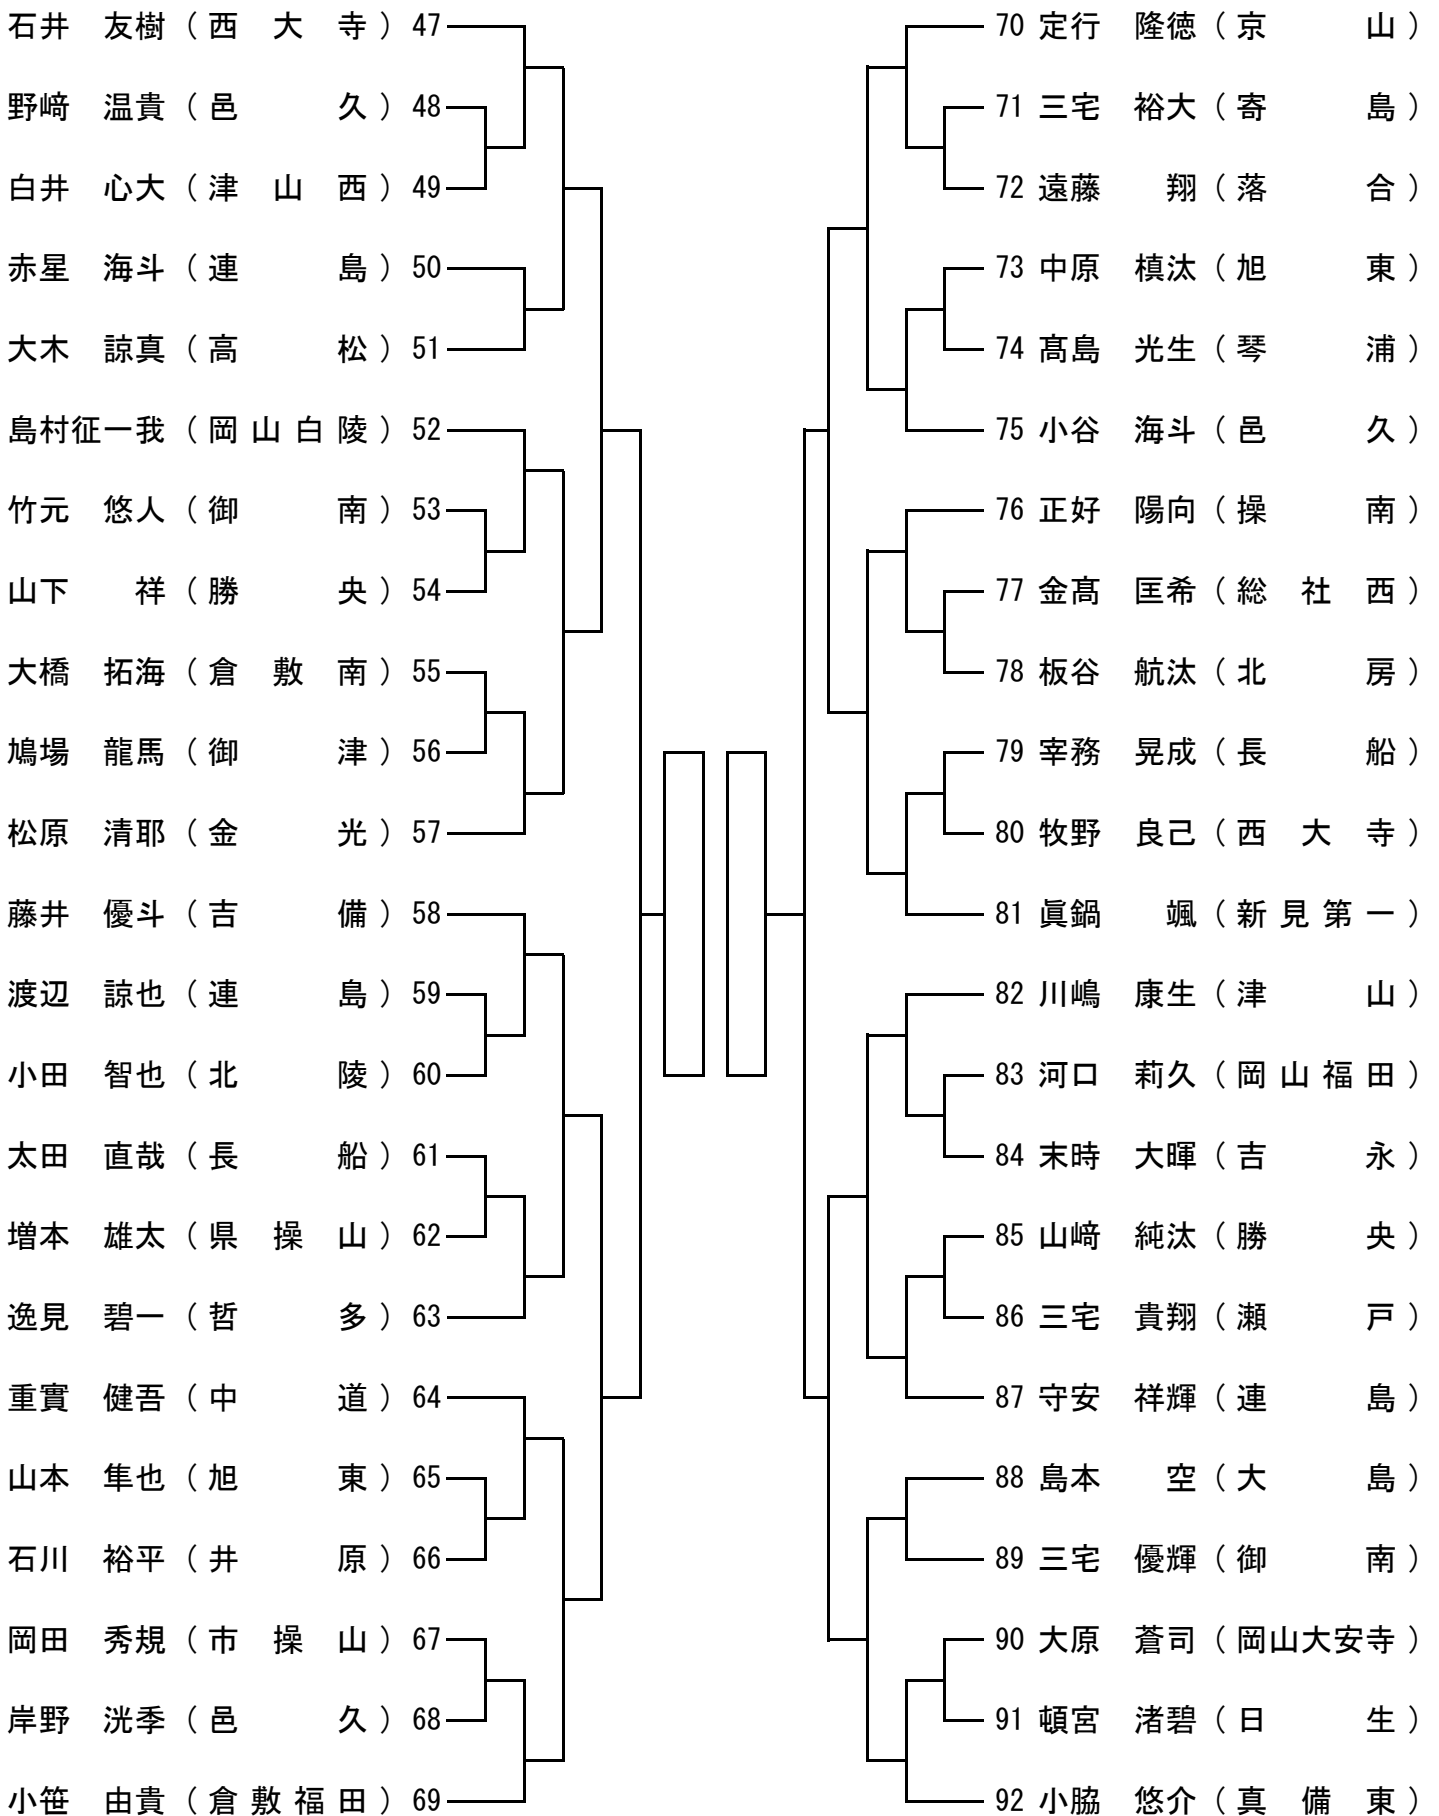 石井 友樹（西大寺）47
野﨑 温貴（邑久）48
白井 心大（津山西）49
赤星 海斗（連島）50
大木 諒真（高松）51
島村征一我（岡山白陵）52
竹元 悠人（御南）53
山下 祥（勝央）54
大橋 拓海（倉敷南）55
鳩場 龍馬（御津）56
松原 清耶（金光）57
藤井 優斗（吉備）58
渡辺 諒也（連島）59
小田 智也（北陵）60
太田 直哉（長船）61
増本 雄太（県操山）62
逸見 碧一（哲多）63
重實 健吾（中道）64
山本 隼也（旭東）65
石川 裕平（井原）66
岡田 秀規（市操山）67
岸野 洸季（邑久）68
小笹 由貴（倉敷福田）69
70 定行 隆徳（京山）
71 三宅 裕大（寄島）
72 遠藤 翔（落合）
73 中原 槙汰（旭東）
74 髙島 光生（琴浦）
75 小谷 海斗（邑久）
76 正好 陽向（操南）
77 金髙 匡希（総社西）
78 板谷 航汰（北房）
79 宰務 晃成（長船）
80 牧野 良己（西大寺）
81 眞鍋 颯（新見第一）
82 川嶋 康生（津山）
83 河口 莉久（岡山福田）
84 末時 大暉（吉永）
85 山﨑 純汰（勝央）
86 三宅 貴翔（瀬戸）
87 守安 祥輝（連島）
88 島本 空（大島）
89 三宅 優輝（御南）
90 大原 蒼司（岡山大安寺）
91 頓宮 渚碧（日生）
92 小脇 悠介（真備東）